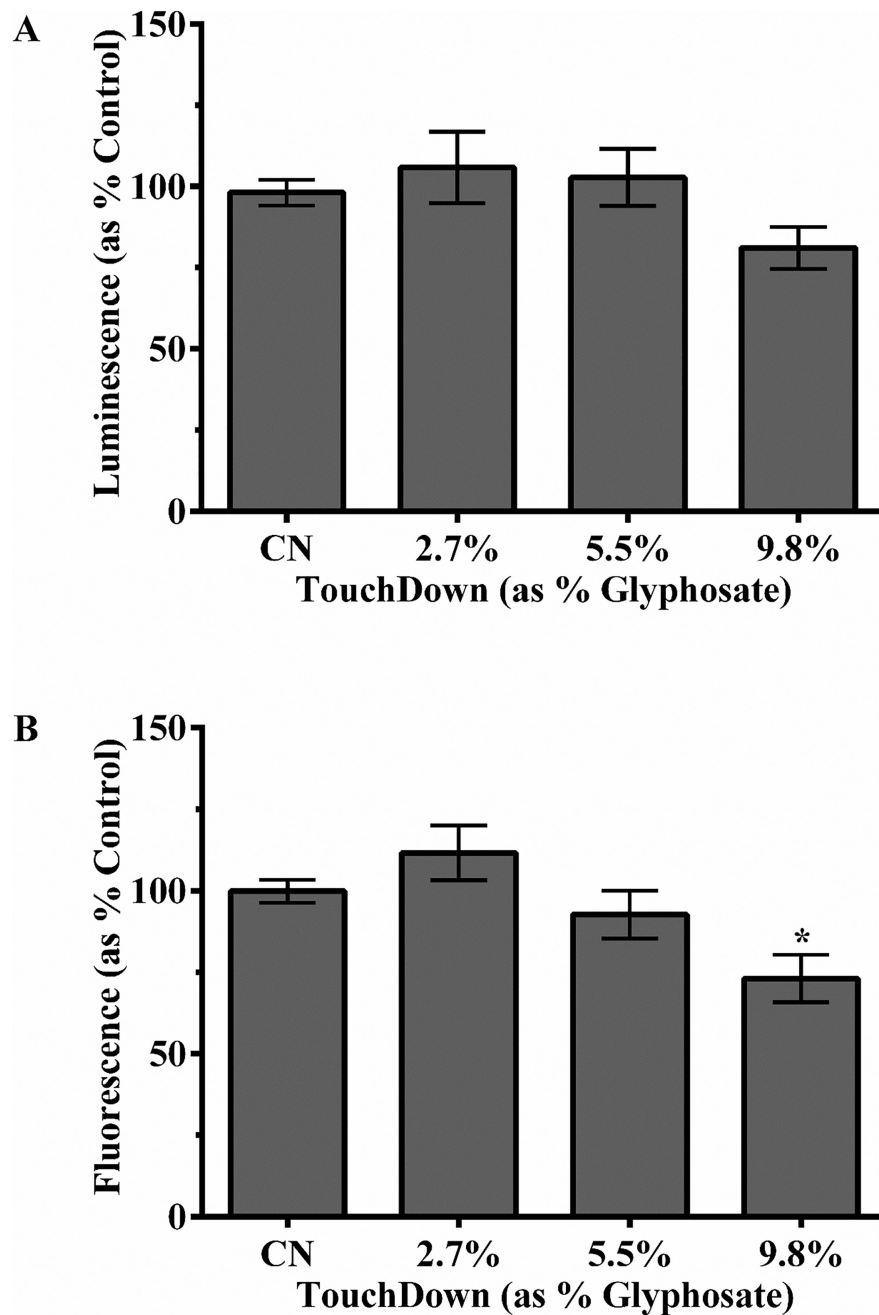 A
Luminescence (as % Control)
150
100
50
0
CN 2.7% 5.5% 9.8%
TouchDown (as % Glyphosate)
B
Fluorescence (as % Control)
150
100
50
0
*
CN 2.7% 5.5% 9.8%
TouchDown (as % Glyphosate)